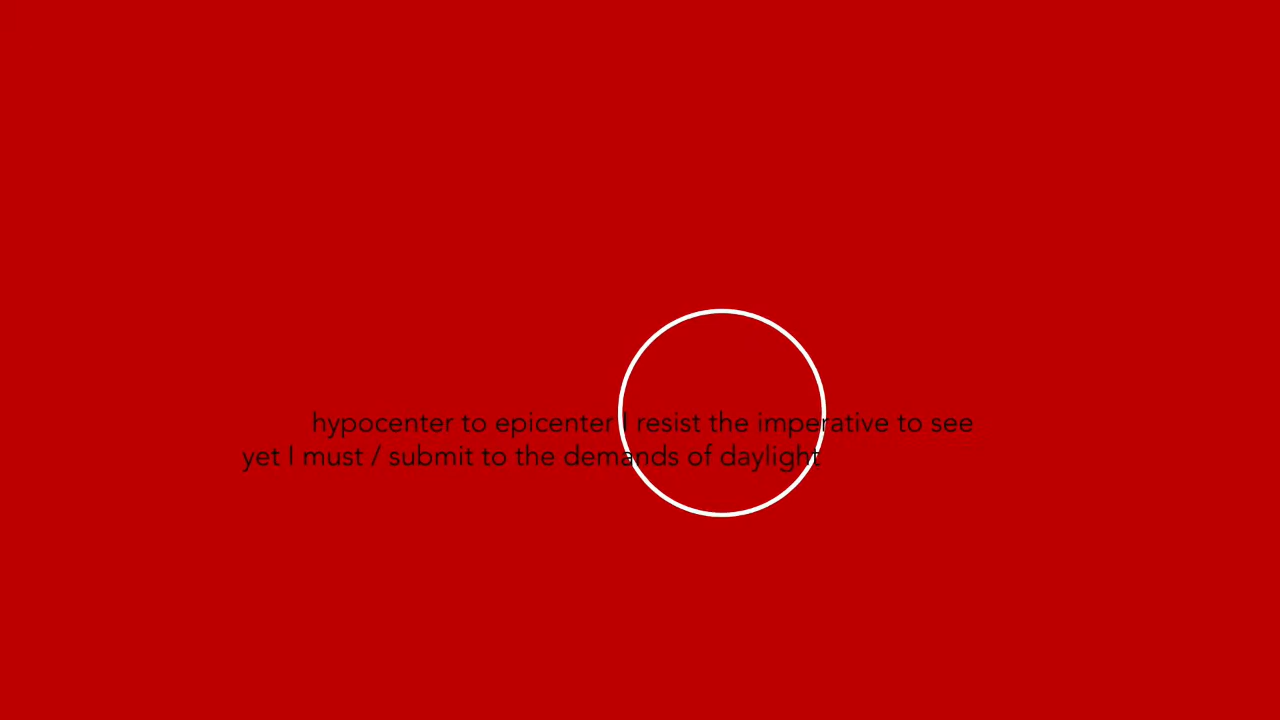 hypocenter to epicenter I resist the imperative to see
yet I must / submit to the demands of daylight